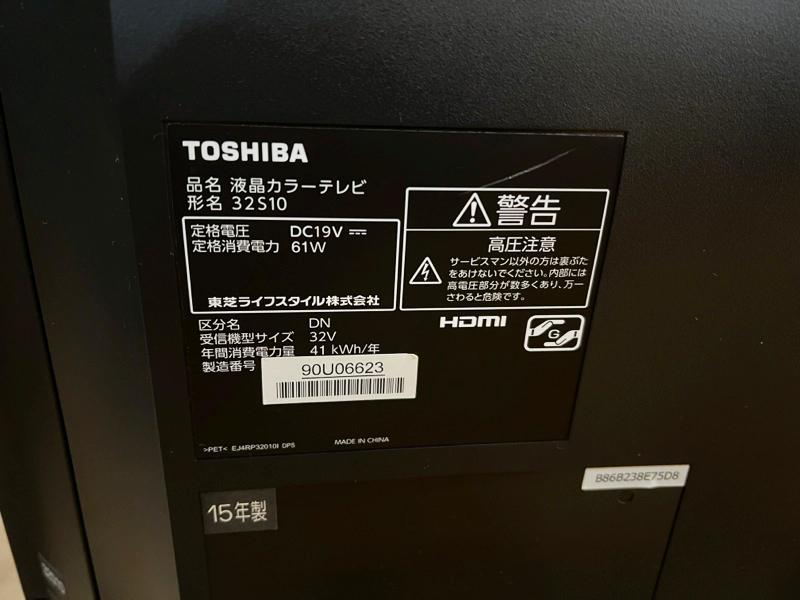 TOSHIBA
品名 液晶カラーテレビ
形名 32S10
定格電圧 DC19V
定格消費電力 61W
東芝ライフスタイル株式会社
警告
高圧注意
サービスマン以外の方は裏ぶた
をあけないでください。内部には
高電圧部分が数多くあり、万一
さわると危険です。
HDMI
G
区分名 DN
受信機型サイズ 32V
年間消費電力量 41 kWh/年
製造番号
90U06623
>PET< EJ4RP32010I DPS
MADE IN CHINA
B86B238E75D8
15年製